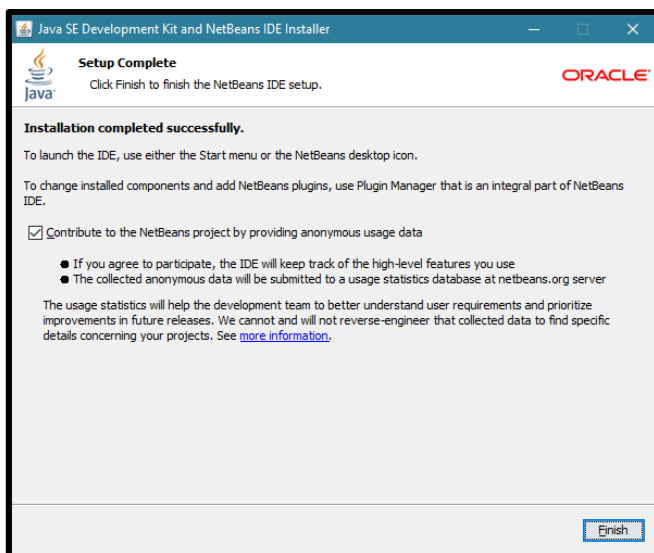 Java SE Development Kit and NetBeans IDE Installer
Setup Complete
Click Finish to finish the NetBeans IDE setup.
Java
ORACLE
Installation completed successfully.
To launch the IDE, use either the Start menu or the NetBeans desktop icon.
To change installed components and add NetBeans plugins, use Plugin Manager that is an integral part of NetBeans
IDE.
Contribute to the NetBeans project by providing anonymous usage data
If you agree to participate, the IDE will keep track of the high-level features you use
The collected anonymous data will be submitted to a usage statistics database at netbeans.org server
The usage statistics will help the development team to better understand user requirements and prioritize
improvements in future releases. We cannot and will not reverse-engineer that collected data to find specific
details concerning your projects. See more information.
Finish